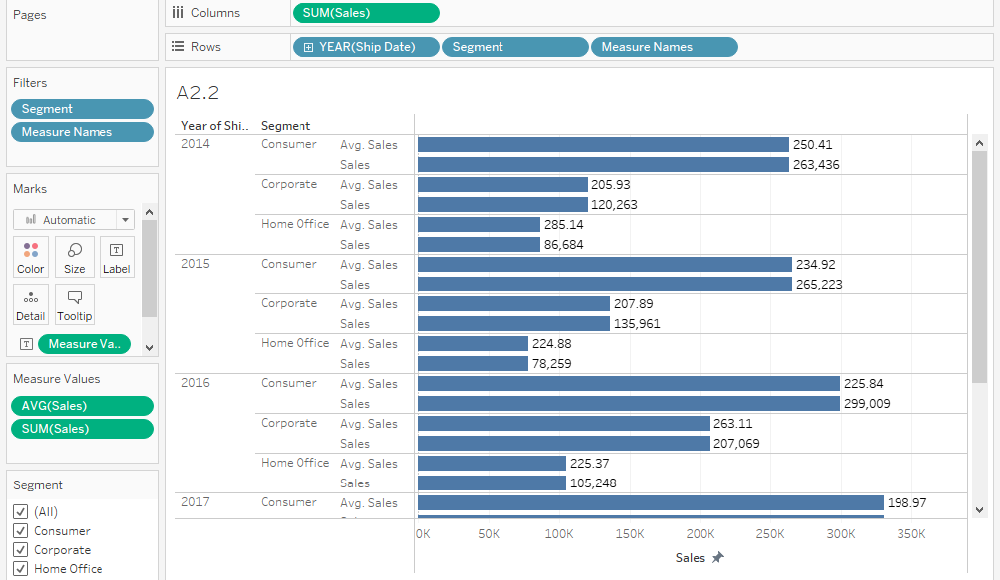 Pages
Columns SUM(Sales)
Rows YEAR(Ship Date) Segment Measure Names
Filters
Segment
Measure Names
Marks
Automatic
Color Size Label
Detail Tooltip
Measure Va..
Measure Values
AVG(Sales)
SUM(Sales)
Segment
(All)
Consumer
Corporate
Home Office
A2.2
Year of Shi.. Segment
2014 Consumer Avg. Sales 250.41
Sales 263,436
Corporate Avg. Sales 205.93
Sales 120,263
Home Office Avg. Sales 285.14
Sales 86,684
2015 Consumer Avg. Sales 234.92
Sales 265,223
Corporate Avg. Sales 207.89
Sales 135,961
Home Office Avg. Sales 224.88
Sales 78,259
2016 Consumer Avg. Sales 225.84
Sales 299,009
Corporate Avg. Sales 263.11
Sales 207,069
Home Office Avg. Sales 225.37
Sales 105,248
2017 Consumer Avg. Sales 198.97
0K 50K 100K 150K 200K 250K 300K 350K
Sales